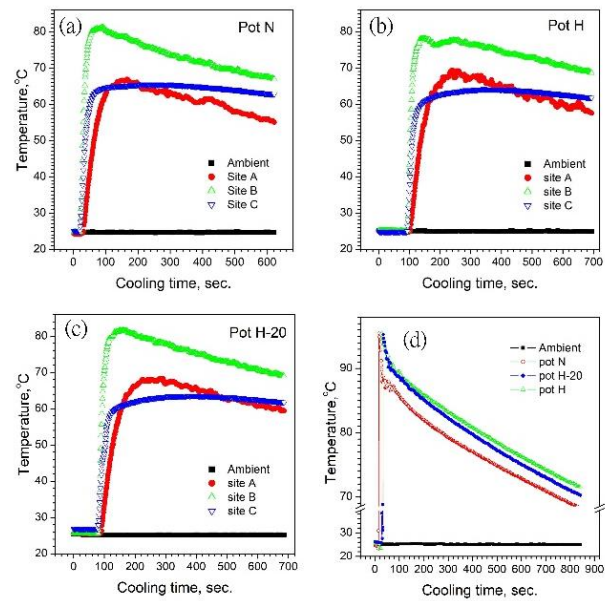 (a)
Pot N
80
70
60
50
40
30
20
Temperature,°C
Ambient
Site A
Site B
Site C
0 100 200 300 400 500 600
Cooling time, sec.
(b)
Pot H
90
80
70
60
50
40
30
20
Temperature,°C
Ambient
site A
site B
site C
0 100 200 300 400 500 600 700
Cooling time, sec.
(c)
Pot H-20
80
70
60
50
40
30
20
Temperature,°C
Ambient
site A
site B
site C
0 100 200 300 400 500 600 700
Cooling time, sec.
(d)
Ambient
pot N
pot H-20
pot H
90
80
70
30
20
Temperature,°C
0 100 200 300 400 500 600 700 800 900
Cooling time, sec.